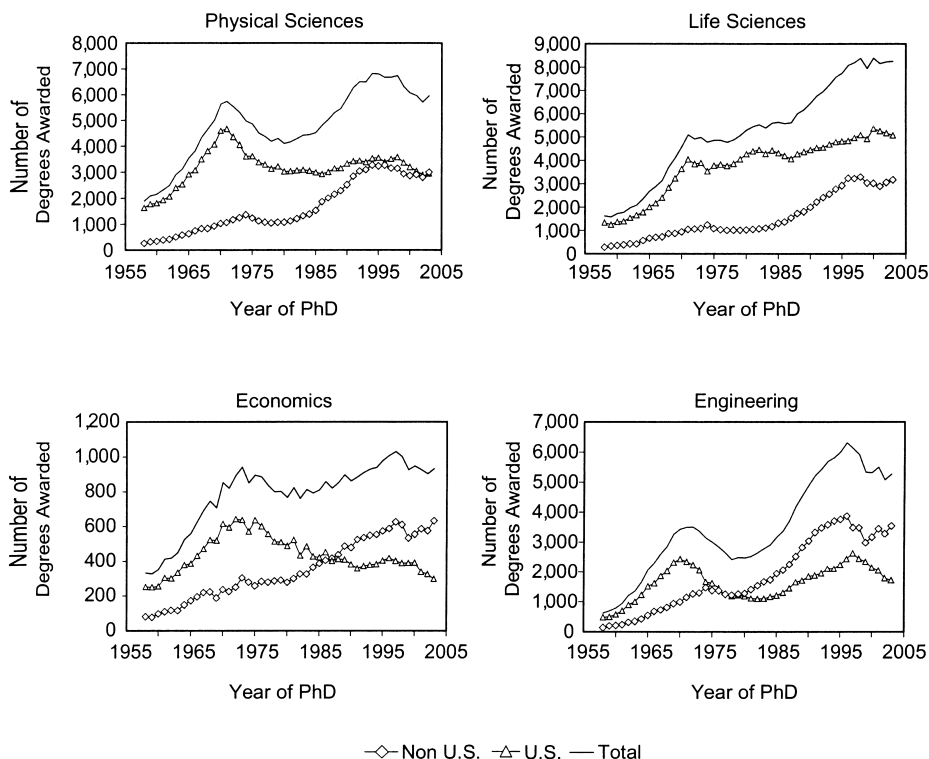 Physical Sciences
8,000
7,000
6,000
5,000
4,000
3,000
2,000
1,000
0
Number of
Degrees Awarded
1955 1965 1975 1985 1995 2005
Year of PhD
Life Sciences
9,000
8,000
7,000
6,000
5,000
4,000
3,000
2,000
1,000
0
Number of
Degrees Awarded
1955 1965 1975 1985 1995 2005
Year of PhD
Economics
1,200
1,000
800
600
400
200
0
Number of
Degrees Awarded
1955 1965 1975 1985 1995 2005
Year of PhD
Engineering
7,000
6,000
5,000
4,000
3,000
2,000
1,000
0
Number of
Degrees Awarded
1955 1965 1975 1985 1995 2005
Year of PhD
Non U.S. U.S. Total